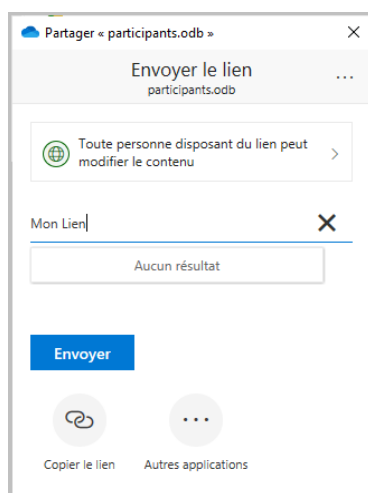 Partager « participants.odb »
Envoyer le lien
participants.odb
Toute personne disposant du lien peut
modifier le contenu
Mon Lien
Aucun résultat
Envoyer
Copier le lien
Autres applications